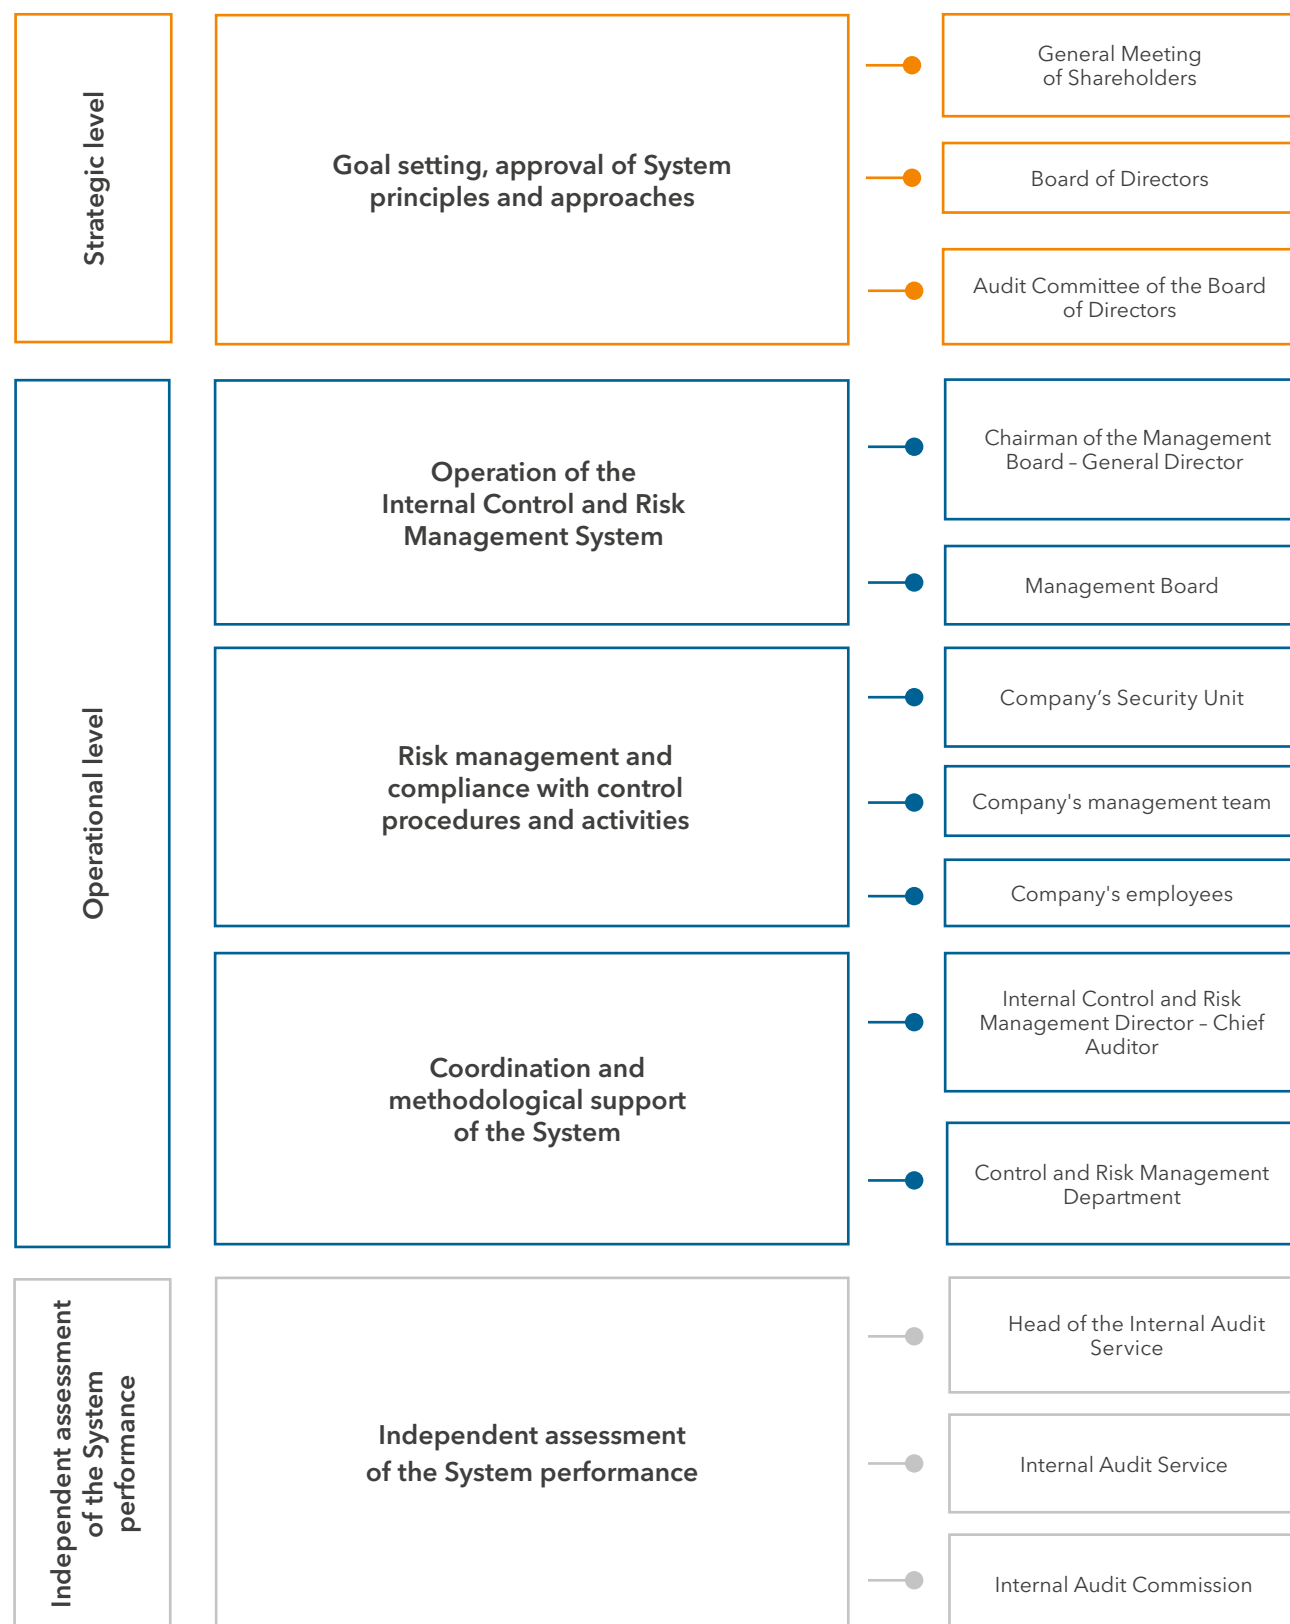 Strategic level
Goal setting, approval of System
principles and approaches
General Meeting
of Shareholders
Board of Directors
Audit Committee of the Board
of Directors
Operational level
Operation of the
Internal Control and Risk
Management System
Chairman of the Management
Board – General Director
Management Board
Risk management and
compliance with control
procedures and activities
Company’s Security Unit
Company's management team
Company's employees
Coordination and
methodological support
of the System
Internal Control and Risk
Management Director – Chief
Auditor
Control and Risk Management
Department
Independent assessment
of the System
performance
Independent assessment
of the System performance
Head of the Internal Audit
Service
Internal Audit Service
Internal Audit Commission